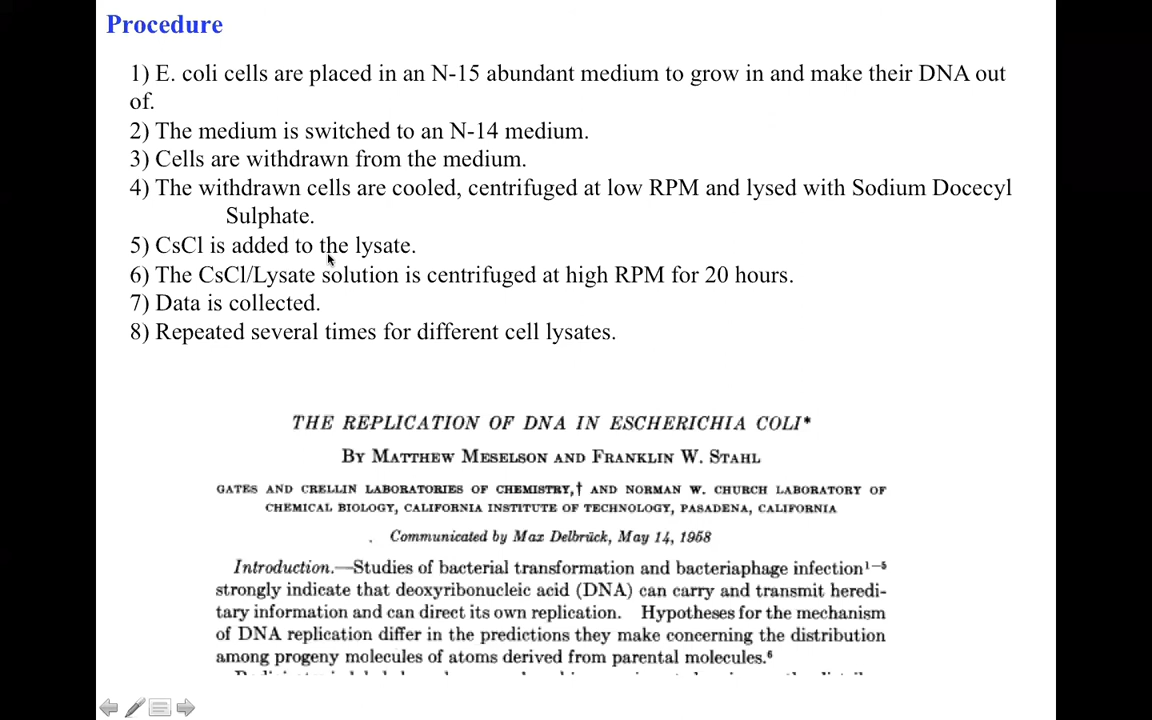 Procedure
1) E. coli cells are placed in an N-15 abundant medium to grow in and make their DNA out
of.
2) The medium is switched to an N-14 medium.
3) Cells are withdrawn from the medium.
4) The withdrawn cells are cooled, centrifuged at low RPM and lysed with Sodium Docecyl
Sulphate.
5) CsCl is added to the lysate.
6) The CsCl/Lysate solution is centrifuged at high RPM for 20 hours.
7) Data is collected.
8) Repeated several times for different cell lysates.
THE REPLICATION OF DNA IN ESCHERICHIA COLI*
BY MATTHEW MESELSON AND FRANKLIN W. STAHL
GATES AND CRELLIN LABORATORIES OF CHEMISTRY,† AND NORMAN W. CHURCH LABORATORY OF
CHEMICAL BIOLOGY, CALIFORNIA INSTITUTE OF TECHNOLOGY, PASADENA, CALIFORNIA
Communicated by Max Delbrück, May 14, 1958
Introduction.—Studies of bacterial transformation and bacteriaphage infection¹⁻⁵
strongly indicate that deoxyribonucleic acid (DNA) can carry and transmit heredi-
tary information and can direct its own replication. Hypotheses for the mechanism
of DNA replication differ in the predictions they make concerning the distribution
among progeny molecules of atoms derived from parental molecules.⁶